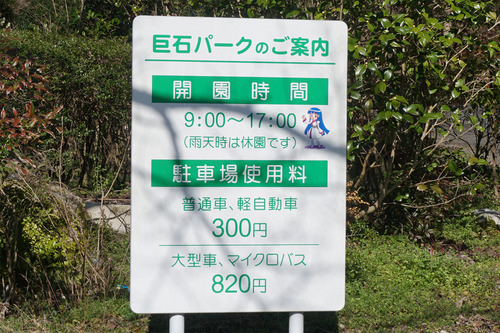 巨石パークのご案内
開園時間
9:00～17:00
(雨天時は休園です)
駐車場使用料
普通車、軽自動車
300円
大型車、マイクロバス
820円